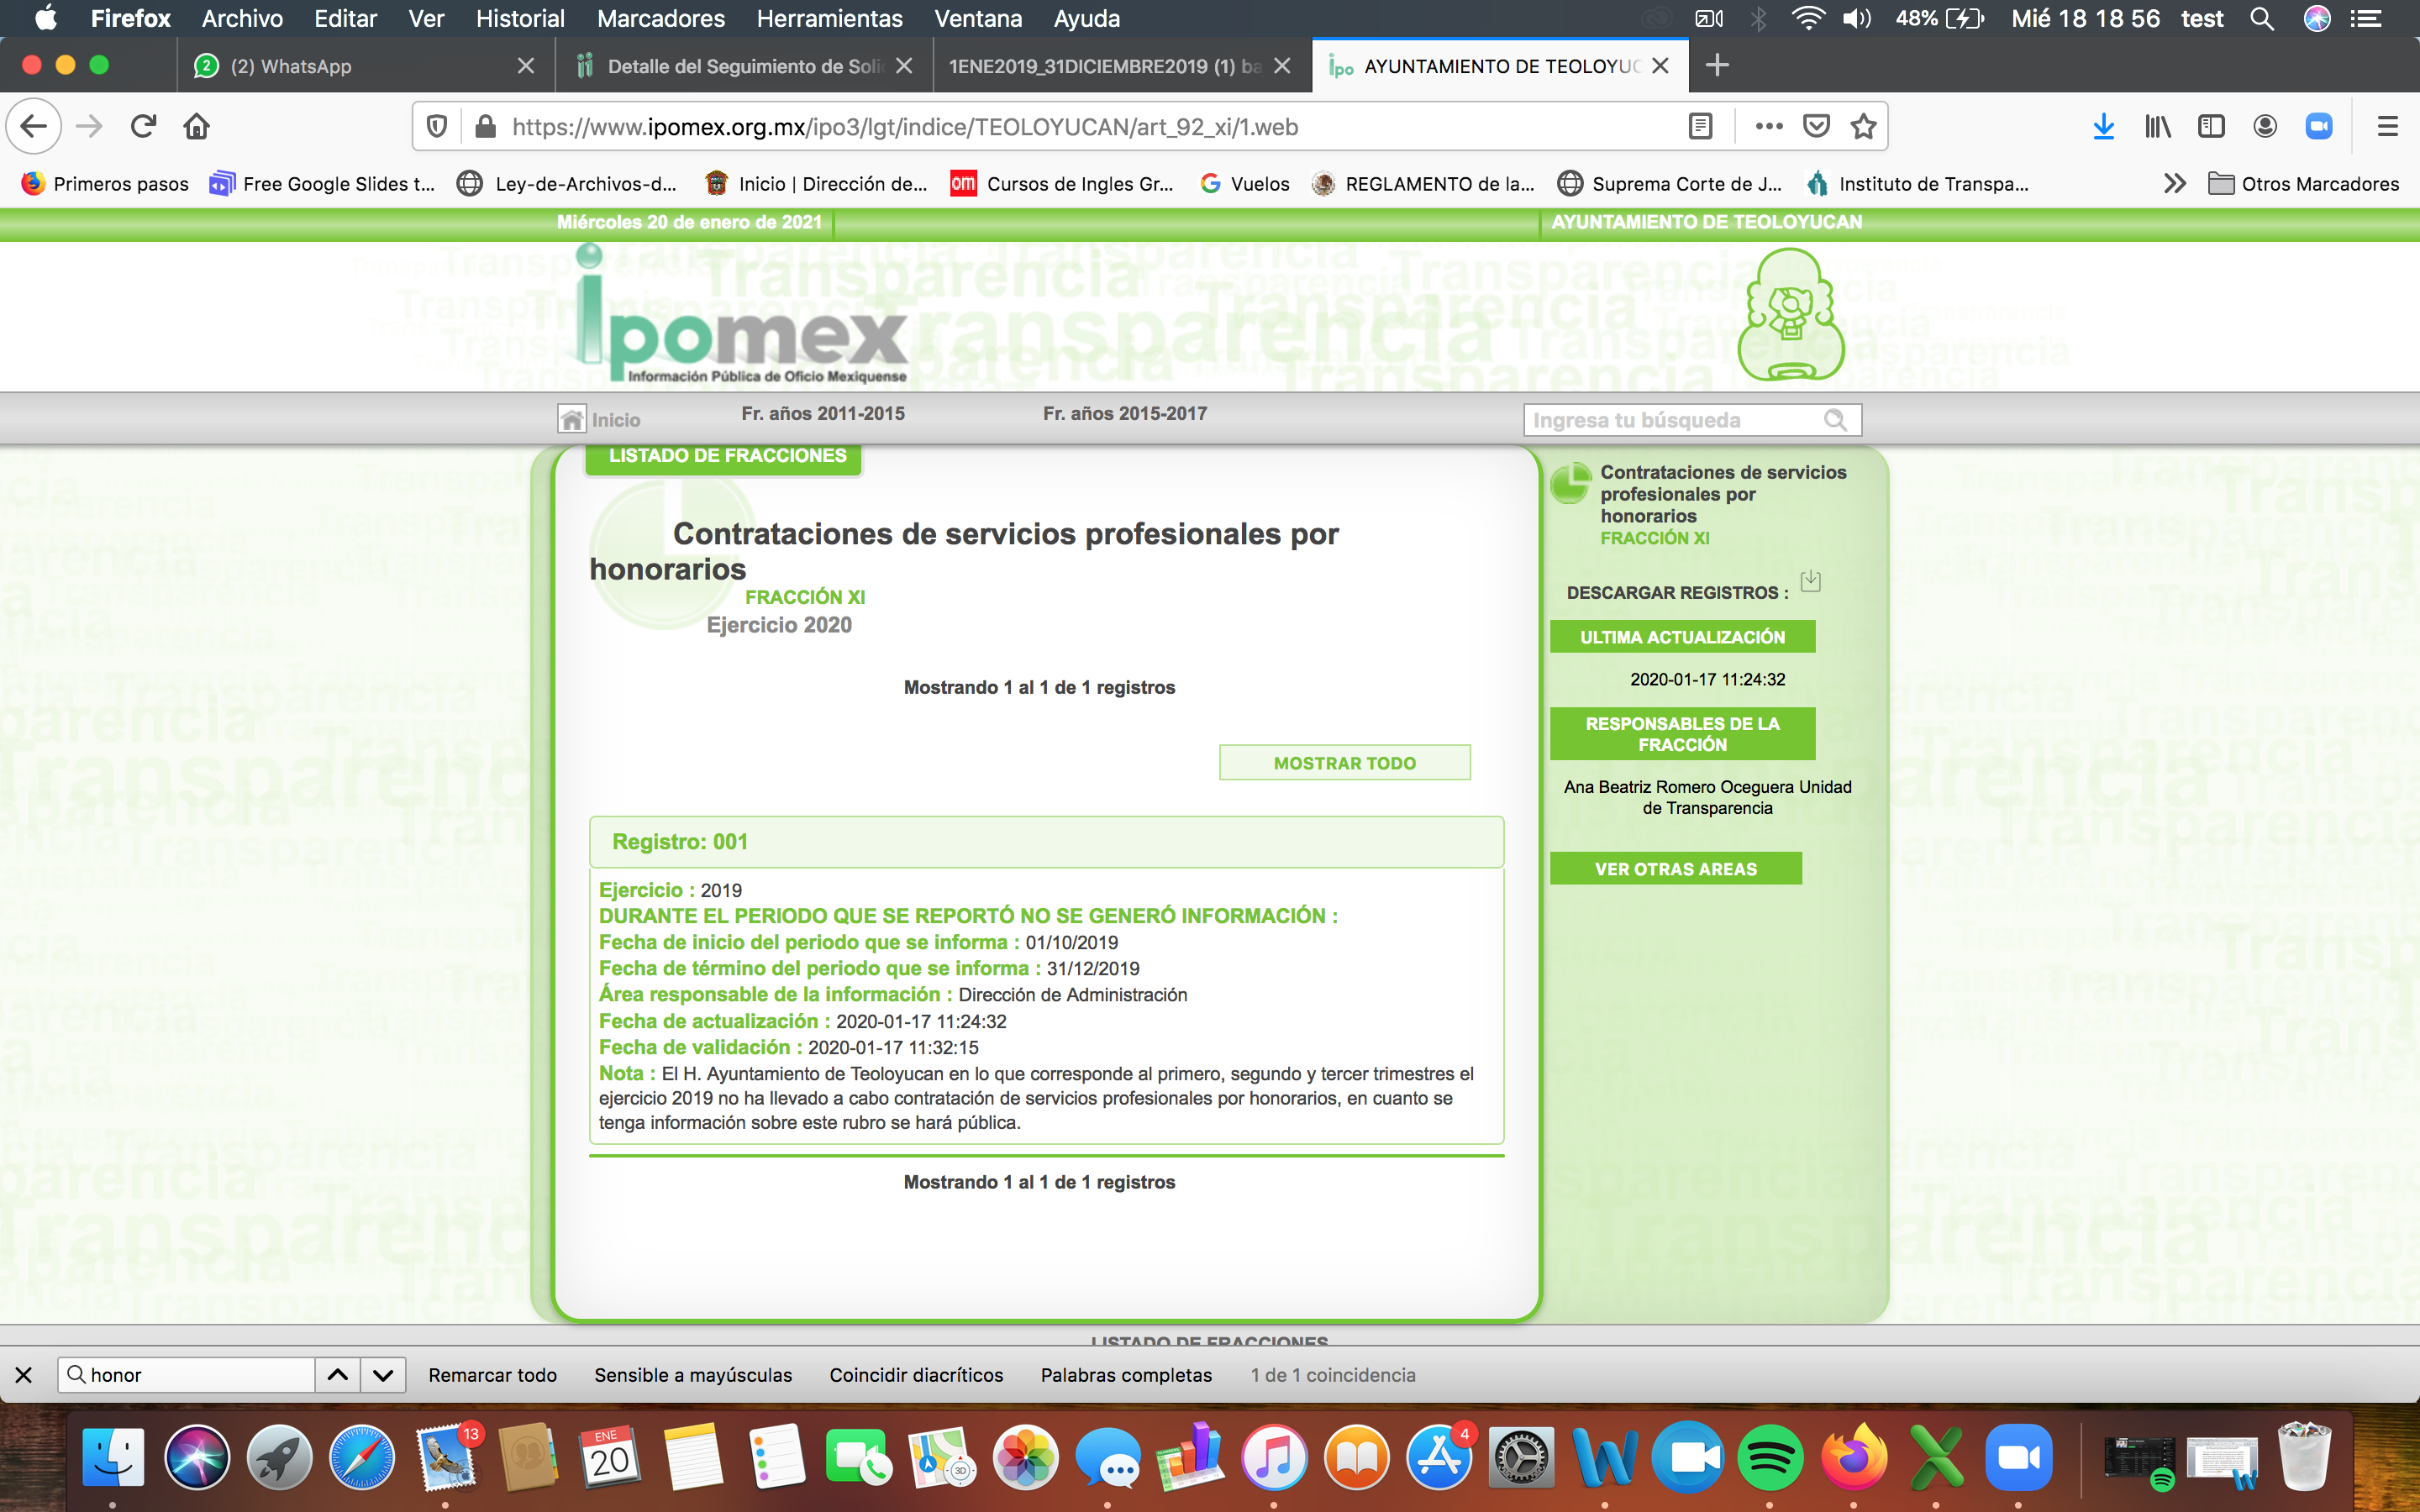 Firefox Archivo Editar Ver Historial Marcadores Herramientas Ventana Ayuda 48% Mié 18 18 56 test
2 (2) WhatsApp Detalle del Seguimiento de Soli 1ENE2019_31DICIEMBRE2019 (1) ba ipo AYUNTAMIENTO DE TEOLOYUC
https://www.ipomex.org.mx/ipo3/lgt/indice/TEOLOYUCAN/art_92_xi/1.web
Primeros pasos Free Google Slides t... Ley-de-Archivos-d... Inicio | Dirección de... om Cursos de Ingles Gr... Vuelos REGLAMENTO de la... Suprema Corte de J... Instituto de Transpa... Otros Marcadores
Miércoles 20 de enero de 2021 AYUNTAMIENTO DE TEOLOYUCAN
Transparencia
ipomex
Información Pública de Oficio Mexiquense
Inicio Fr. años 2011-2015 Fr. años 2015-2017 Ingresa tu búsqueda
LISTADO DE FRACCIONES
Contrataciones de servicios profesionales por
honorarios
FRACCIÓN XI
Ejercicio 2020
Mostrando 1 al 1 de 1 registros
MOSTRAR TODO
Registro: 001
Ejercicio : 2019
DURANTE EL PERIODO QUE SE REPORTÓ NO SE GENERÓ INFORMACIÓN :
Fecha de inicio del periodo que se informa : 01/10/2019
Fecha de término del periodo que se informa : 31/12/2019
Área responsable de la información : Dirección de Administración
Fecha de actualización : 2020-01-17 11:24:32
Fecha de validación : 2020-01-17 11:32:15
Nota : El H. Ayuntamiento de Teoloyucan en lo que corresponde al primero, segundo y tercer trimestres el
ejercicio 2019 no ha llevado a cabo contratación de servicios profesionales por honorarios, en cuanto se
tenga información sobre este rubro se hará pública.
Mostrando 1 al 1 de 1 registros
Contrataciones de servicios
profesionales por
honorarios
FRACCIÓN XI
DESCARGAR REGISTROS :
ULTIMA ACTUALIZACIÓN
2020-01-17 11:24:32
RESPONSABLES DE LA
FRACCIÓN
Ana Beatriz Romero Oceguera Unidad
de Transparencia
VER OTRAS AREAS
LISTADO DE FRACCIONES
honor Remarcar todo Sensible a mayúsculas Coincidir diacríticos Palabras completas 1 de 1 coincidencia
13 ENE 20 3D 4